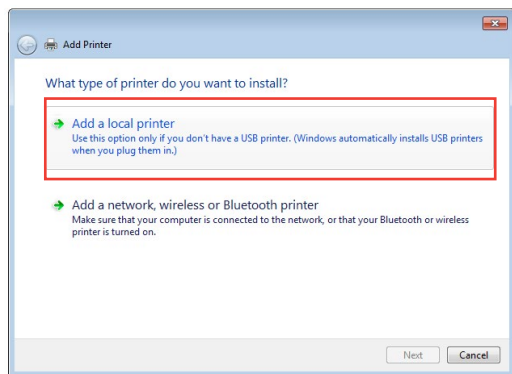 Add Printer
What type of printer do you want to install?
Add a local printer
Use this option only if you don't have a USB printer. (Windows automatically installs USB printers
when you plug them in.)
Add a network, wireless or Bluetooth printer
Make sure that your computer is connected to the network, or that your Bluetooth or wireless
printer is turned on.
Next Cancel